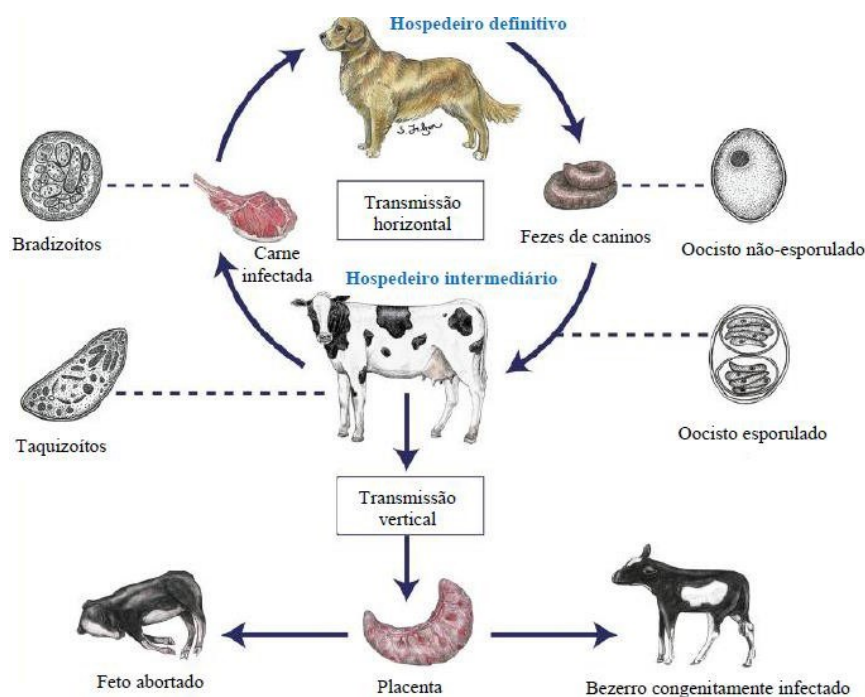 Hospedeiro definitivo
Transmissão
horizontal
Bradizoítos
Carne
infectada
Fezes de caninos
Oocisto não-esporulado
Hospedeiro intermediário
Taquizoítos
Oocisto esporulado
Transmissão
vertical
Feto abortado
Placenta
Bezerro congenitamente infectado